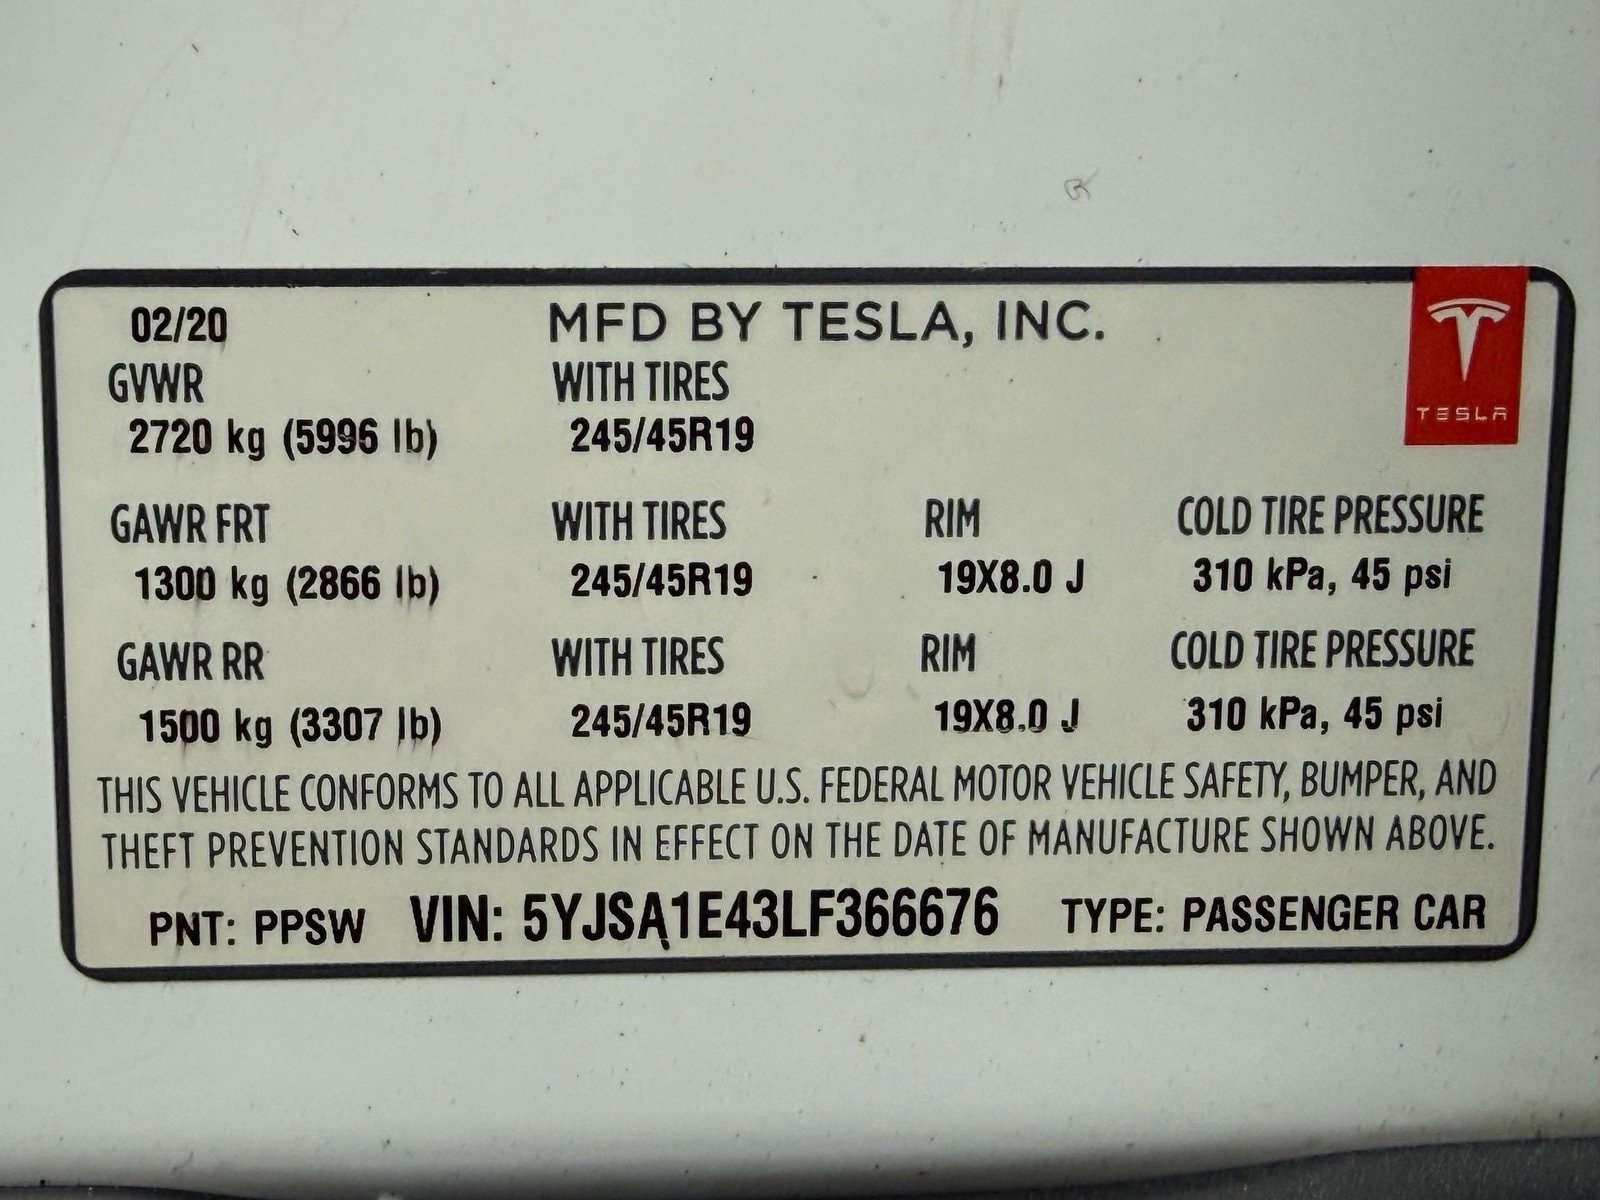 02/20 MFD BY TESLA, INC.
TESLA
GVWR WITH TIRES
2720 kg (5996 lb) 245/45R19
GAWR FRT WITH TIRES RIM COLD TIRE PRESSURE
1300 kg (2866 lb) 245/45R19 19X8.0 J 310 kPa, 45 psi
GAWR RR WITH TIRES RIM COLD TIRE PRESSURE
1500 kg (3307 lb) 245/45R19 19X8.0 J 310 kPa, 45 psi
THIS VEHICLE CONFORMS TO ALL APPLICABLE U.S. FEDERAL MOTOR VEHICLE SAFETY, BUMPER, AND
THEFT PREVENTION STANDARDS IN EFFECT ON THE DATE OF MANUFACTURE SHOWN ABOVE.
PNT: PPSW VIN: 5YJSA1E43LF366676 TYPE: PASSENGER CAR